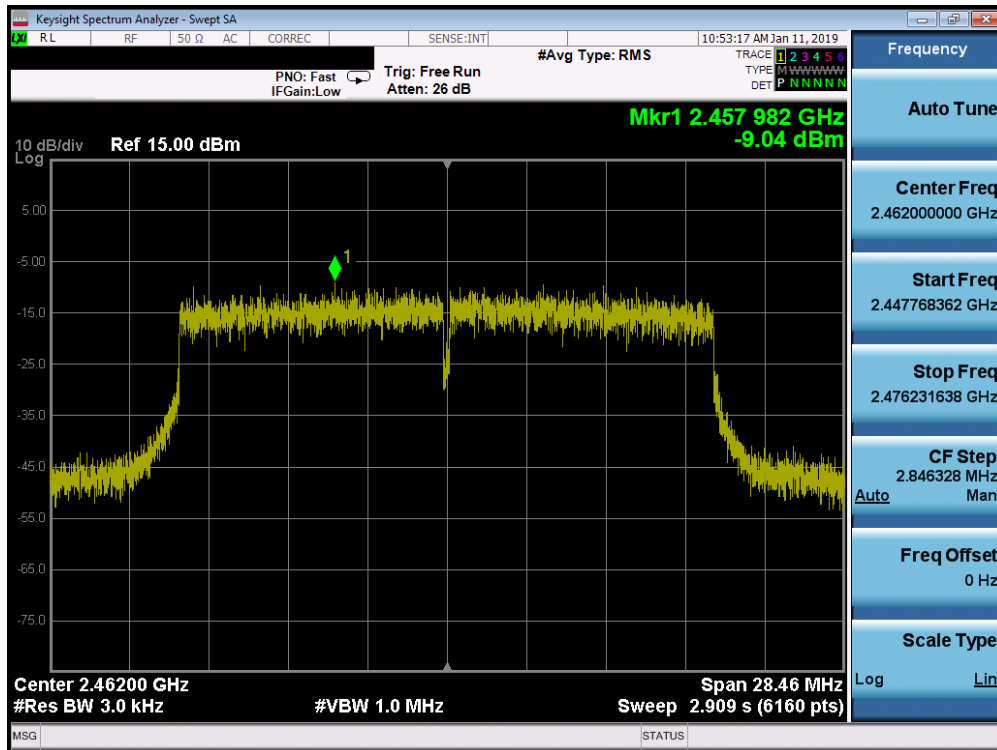 Keysight Spectrum Analyzer - Swept SA
LXI RL RF 50 Ω AC CORREC SENSE:INT 10:53:17 AM Jan 11, 2019
#Avg Type: RMS TRACE 1 2 3 4 5 6
PNO: Fast Trig: Free Run TYPE M WWWWW
IFGain:Low Atten: 26 dB DET P N N N N N
Mkr1 2.457 982 GHz
-9.04 dBm
10 dB/div Ref 15.00 dBm
Log
1
5.00
-5.00
-15.0
-25.0
-35.0
-45.0
-55.0
-65.0
-75.0
Center 2.46200 GHz Span 28.46 MHz
#Res BW 3.0 kHz #VBW 1.0 MHz Sweep 2.909 s (6160 pts)
MSG STATUS
Frequency
Auto Tune
Center Freq
2.462000000 GHz
Start Freq
2.447768362 GHz
Stop Freq
2.476231638 GHz
CF Step
2.846328 MHz
Auto Man
Freq Offset
0 Hz
Scale Type
Log Lin